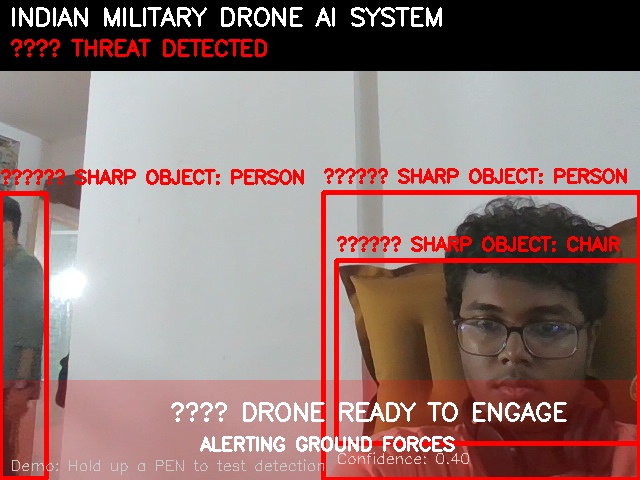 INDIAN MILITARY DRONE AI SYSTEM
???? THREAT DETECTED
?????? SHARP OBJECT: PERSON
?????? SHARP OBJECT: PERSON
?????? SHARP OBJECT: CHAIR
???? DRONE READY TO ENGAGE
ALERTING GROUND FORCES
Demo: Hold up a PEN to test detection
Confidence: 0.40